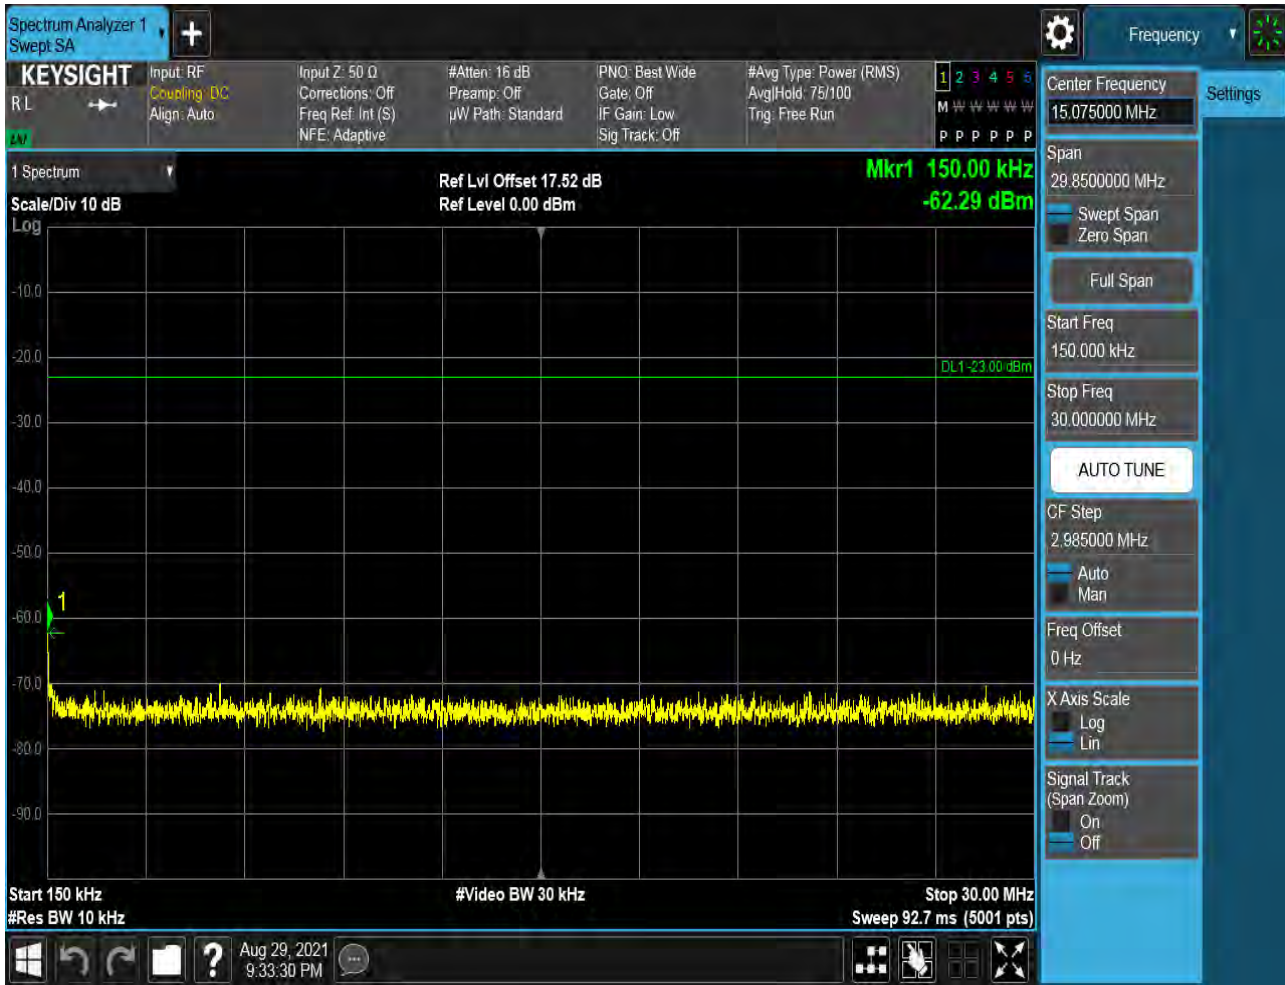 Spectrum Analyzer 1
Swept SA
+
Frequency
KEYSIGHT
R L
LXI
Input: RF
Coupling: DC
Align: Auto
Input Z: 50 Ω
Corrections: Off
Freq Ref: Int (S)
NFE: Adaptive
#Atten: 16 dB
Preamp: Off
µW Path: Standard
PNO: Best Wide
Gate: Off
IF Gain: Low
Sig Track: Off
#Avg Type: Power (RMS)
Avg|Hold: 75/100
Trig: Free Run
1 2 3 4 5 6
M W W W W W
P P P P P P
1 Spectrum
Scale/Div 10 dB
Log
Ref Lvl Offset 17.52 dB
Ref Level 0.00 dBm
Mkr1 150.00 kHz
-62.29 dBm
-10.0
-20.0
DL1 -23.00 dBm
-30.0
-40.0
-50.0
1
-60.0
-70.0
-80.0
-90.0
Start 150 kHz
#Res BW 10 kHz
#Video BW 30 kHz
Stop 30.00 MHz
Sweep 92.7 ms (5001 pts)
Center Frequency
15.075000 MHz
Settings
Span
29.8500000 MHz
Swept Span
Zero Span
Full Span
Start Freq
150.000 kHz
Stop Freq
30.000000 MHz
AUTO TUNE
CF Step
2.985000 MHz
Auto
Man
Freq Offset
0 Hz
X Axis Scale
Log
Lin
Signal Track
(Span Zoom)
On
Off
?
Aug 29, 2021
9:33:30 PM